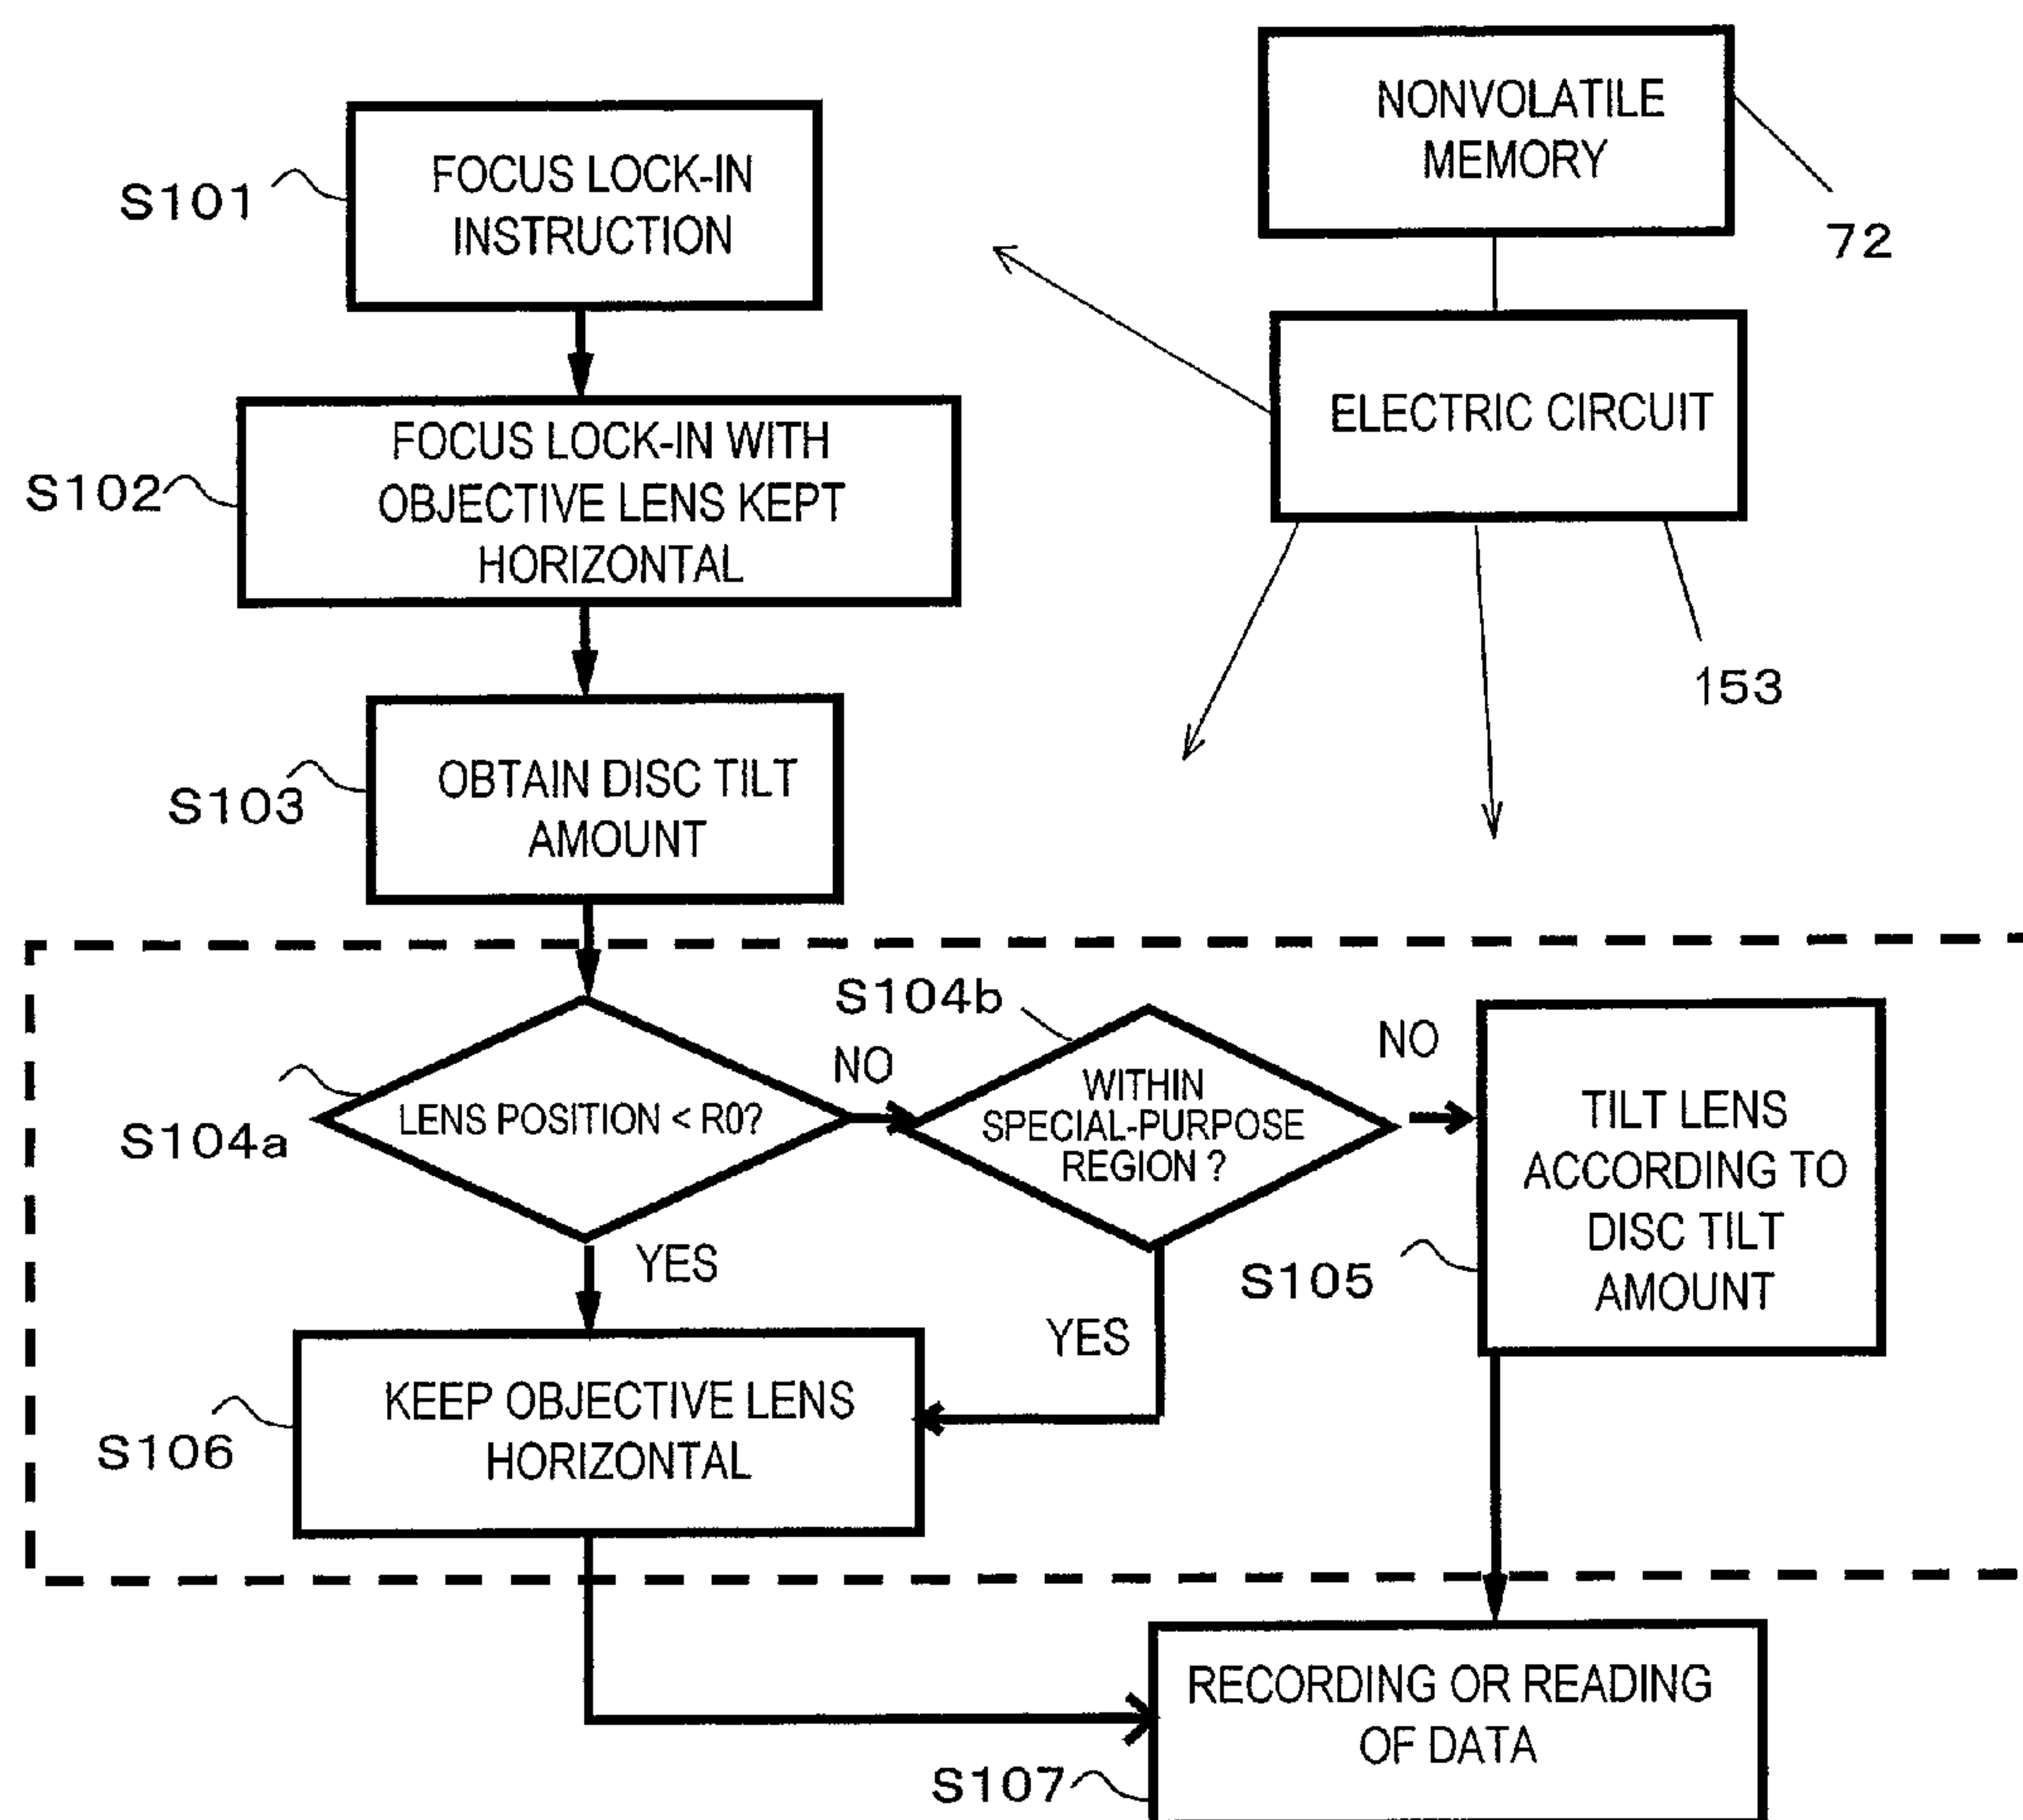 NONVOLATILE
MEMORY
72
S101
FOCUS LOCK-IN
INSTRUCTION
ELECTRIC CIRCUIT
153
S102
FOCUS LOCK-IN WITH
OBJECTIVE LENS KEPT
HORIZONTAL
S103
OBTAIN DISC TILT
AMOUNT
S104a
LENS POSITION < R0?
NO
YES
S104b
WITHIN
SPECIAL-PURPOSE
REGION ?
NO
YES
S105
TILT LENS
ACCORDING TO
DISC TILT
AMOUNT
S106
KEEP OBJECTIVE LENS
HORIZONTAL
RECORDING OR READING
OF DATA
S107